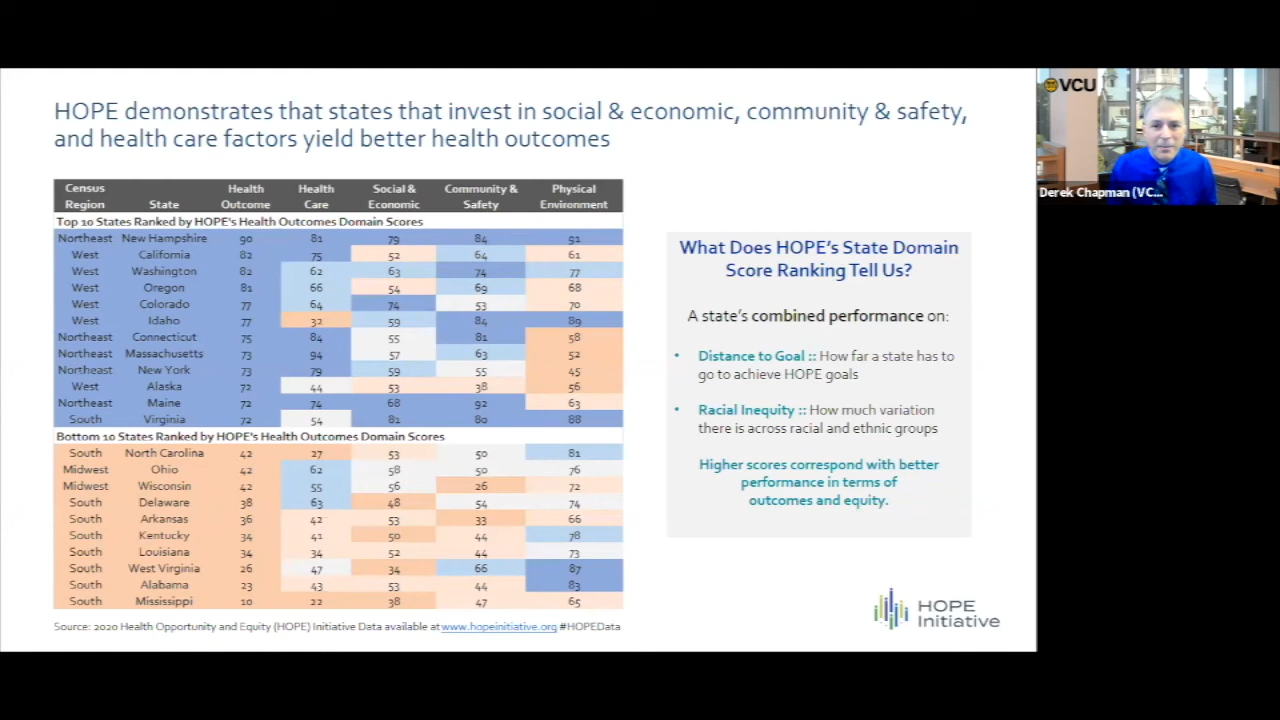 HOPE demonstrates that states that invest in social & economic, community & safety,
and health care factors yield better health outcomes
Census Region State Health Outcome Health Care Social & Economic Community & Safety Physical Environment
Top 10 States Ranked by HOPE's Health Outcomes Domain Scores
Northeast New Hampshire 90 81 79 84 91
West California 82 75 52 64 61
West Washington 82 62 63 74 77
West Oregon 81 66 54 69 68
West Colorado 77 64 74 53 70
West Idaho 77 32 59 84 89
Northeast Connecticut 75 84 55 81 58
Northeast Massachusetts 73 94 57 63 52
Northeast New York 73 79 59 55 45
West Alaska 72 44 53 38 56
Northeast Maine 72 74 68 92 63
South Virginia 72 54 81 80 88
Bottom 10 States Ranked by HOPE's Health Outcomes Domain Scores
South North Carolina 42 27 53 50 81
Midwest Ohio 42 62 58 50 76
Midwest Wisconsin 42 55 56 26 72
South Delaware 38 63 48 54 74
South Arkansas 36 42 53 33 66
South Kentucky 34 41 50 44 78
South Louisiana 34 34 52 44 73
South West Virginia 26 47 34 66 87
South Alabama 23 43 53 44 83
South Mississippi 10 22 38 47 65
Source: 2020 Health Opportunity and Equity (HOPE) Initiative Data available at www.hopeinitiative.org #HOPEData
What Does HOPE's State Domain
Score Ranking Tell Us?
A state's combined performance on:
• Distance to Goal :: How far a state has to
go to achieve HOPE goals
• Racial Inequity :: How much variation
there is across racial and ethnic groups
Higher scores correspond with better
performance in terms of
outcomes and equity.
HOPE
Initiative
VCU
Derek Chapman (VC...